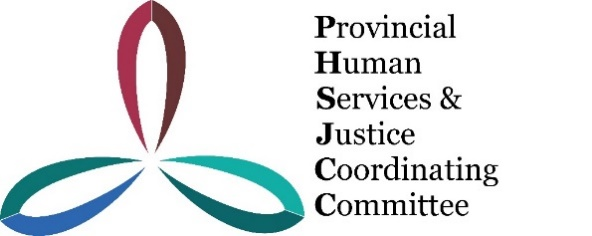 Provincial
Human
Services &
Justice
Coordinating
Committee